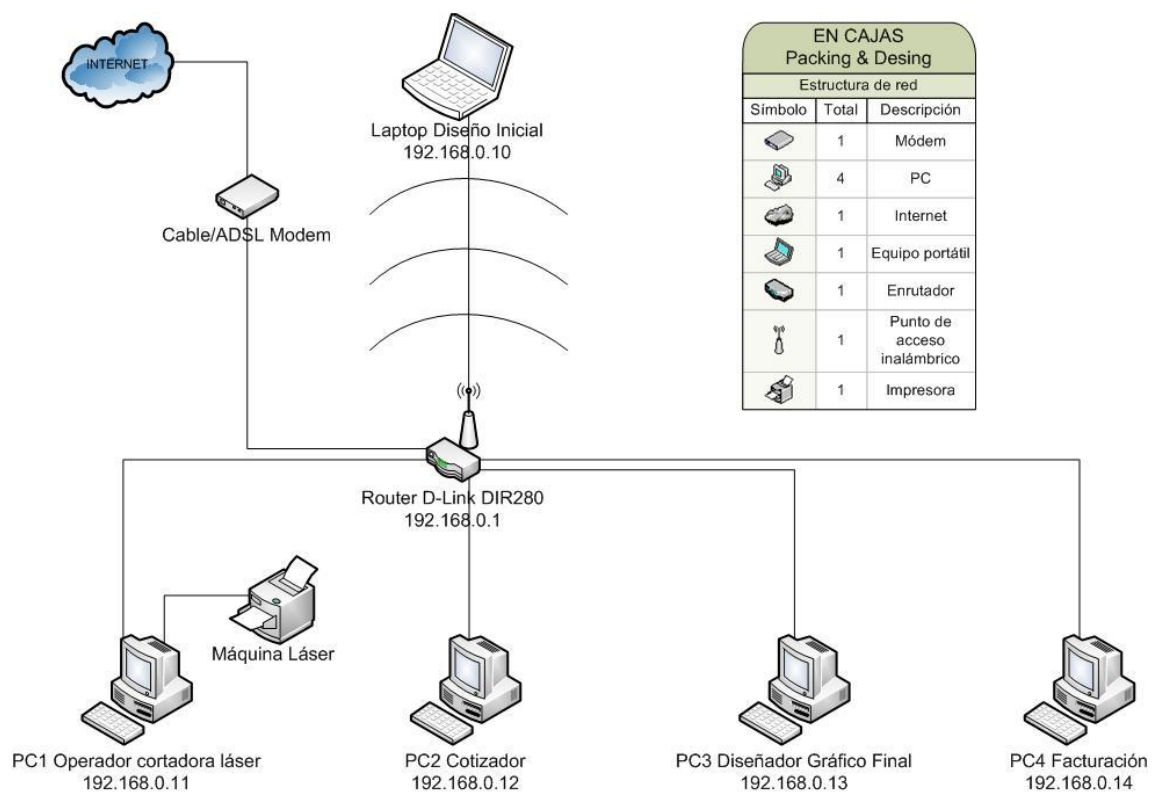 INTERNET
Laptop Diseño Inicial
192.168.0.10
Cable/ADSL Modem
EN CAJAS
Packing & Desing
Estructura de red
Símbolo Total Descripción
1 Módem
4 PC
1 Internet
1 Equipo portátil
1 Enrutador
1 Punto de
acceso
inalámbrico
1 Impresora
Router D-Link DIR280
192.168.0.1
Máquina Láser
PC1 Operador cortadora láser
192.168.0.11
PC2 Cotizador
192.168.0.12
PC3 Diseñador Gráfico Final
192.168.0.13
PC4 Facturación
192.168.0.14